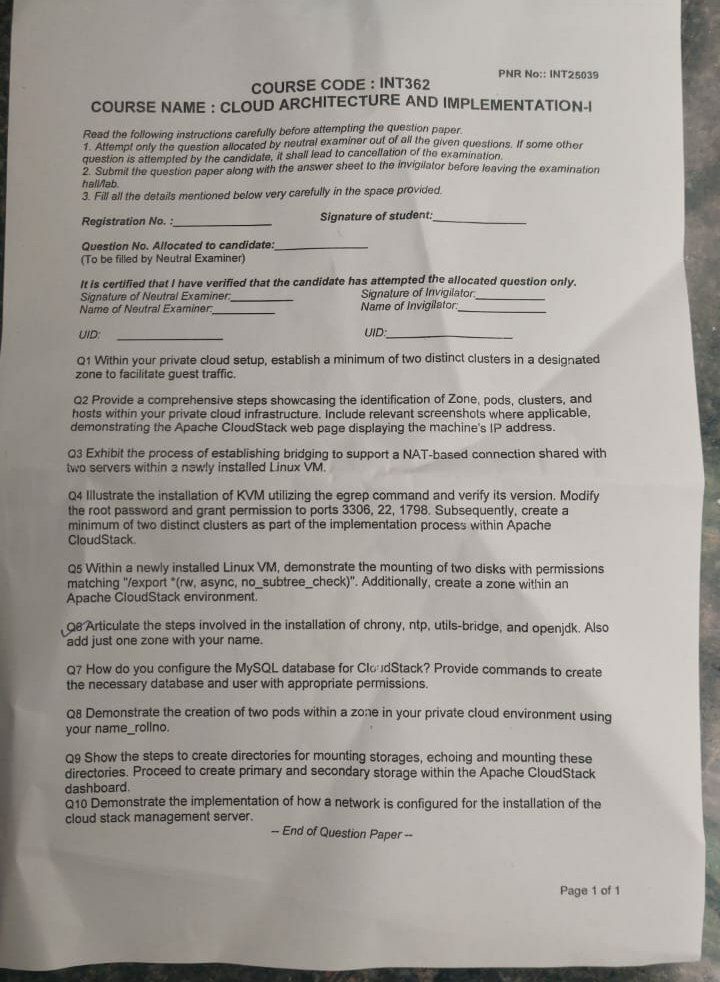 PNR No:: INT25039
COURSE CODE : INT362
COURSE NAME : CLOUD ARCHITECTURE AND IMPLEMENTATION-I
Read the following instructions carefully before attempting the question paper.
1. Attempt only the question allocated by neutral examiner out of all the given questions. If some other
question is attempted by the candidate, it shall lead to cancellation of the examination.
2. Submit the question paper along with the answer sheet to the invigilator before leaving the examination
hall/lab.
3. Fill all the details mentioned below very carefully in the space provided.
Registration No. :_______________ Signature of student:_______________
Question No. Allocated to candidate:_______________
(To be filled by Neutral Examiner)
It is certified that I have verified that the candidate has attempted the allocated question only.
Signature of Neutral Examiner:__________ Signature of Invigilator:___________
Name of Neutral Examiner:__________ Name of Invigilator:______________
UID: _________________ UID:____________________
Q1 Within your private cloud setup, establish a minimum of two distinct clusters in a designated
zone to facilitate guest traffic.
Q2 Provide a comprehensive steps showcasing the identification of Zone, pods, clusters, and
hosts within your private cloud infrastructure. Include relevant screenshots where applicable,
demonstrating the Apache CloudStack web page displaying the machine's IP address.
Q3 Exhibit the process of establishing bridging to support a NAT-based connection shared with
two servers within a newly installed Linux VM.
Q4 Illustrate the installation of KVM utilizing the egrep command and verify its version. Modify
the root password and grant permission to ports 3306, 22, 1798. Subsequently, create a
minimum of two distinct clusters as part of the implementation process within Apache
CloudStack.
Q5 Within a newly installed Linux VM, demonstrate the mounting of two disks with permissions
matching "/export *(rw, async, no_subtree_check)". Additionally, create a zone within an
Apache CloudStack environment.
Q6 Articulate the steps involved in the installation of chrony, ntp, utils-bridge, and openjdk. Also
add just one zone with your name.
Q7 How do you configure the MySQL database for CloudStack? Provide commands to create
the necessary database and user with appropriate permissions.
Q8 Demonstrate the creation of two pods within a zone in your private cloud environment using
your name_rollno.
Q9 Show the steps to create directories for mounting storages, echoing and mounting these
directories. Proceed to create primary and secondary storage within the Apache CloudStack
dashboard.
Q10 Demonstrate the implementation of how a network is configured for the installation of the
cloud stack management server.
-- End of Question Paper --
Page 1 of 1